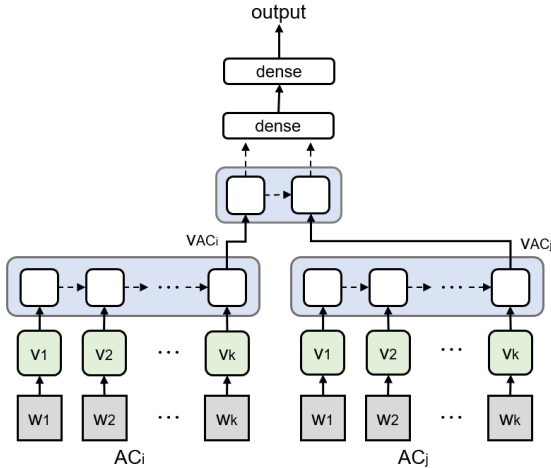 output
dense
dense
VACi
VACj
V1 V2 ··· Vk V1 V2 ··· Vk
W1 W2 ··· Wk W1 W2 ··· Wk
ACi ACj